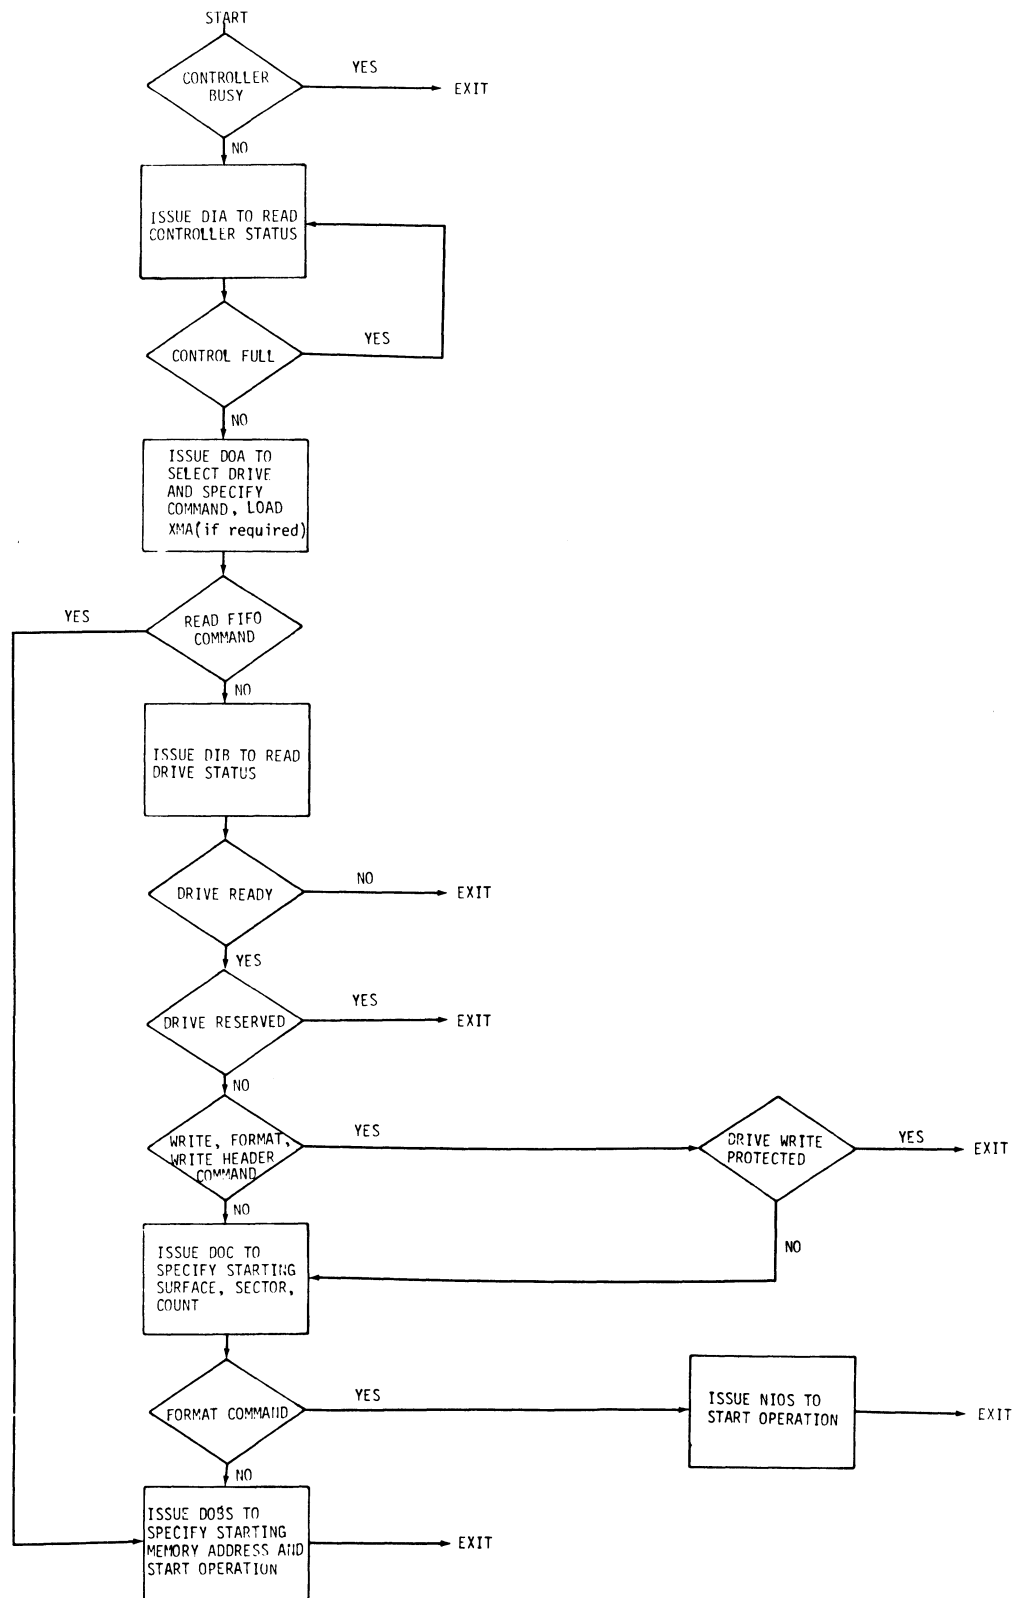 START
CONTROLLER
BUSY
YES
EXIT
NO
ISSUE DIA TO READ
CONTROLLER STATUS
CONTROL FULL
YES
NO
ISSUE DOA TO
SELECT DRIVE
AND SPECIFY
COMMAND, LOAD
XMA(if required)
YES
READ FIFO
COMMAND
NO
ISSUE DIB TO READ
DRIVE STATUS
DRIVE READY
NO
EXIT
YES
DRIVE RESERVED
YES
EXIT
NO
WRITE, FORMAT,
WRITE HEADER
COMMAND
YES
DRIVE WRITE
PROTECTED
YES
EXIT
NO
NO
ISSUE DOC TO
SPECIFY STARTING
SURFACE, SECTOR,
COUNT
FORMAT COMMAND
YES
ISSUE NIOS TO
START OPERATION
EXIT
NO
ISSUE DOBS TO
SPECIFY STARTING
MEMORY ADDRESS AND
START OPERATION
EXIT